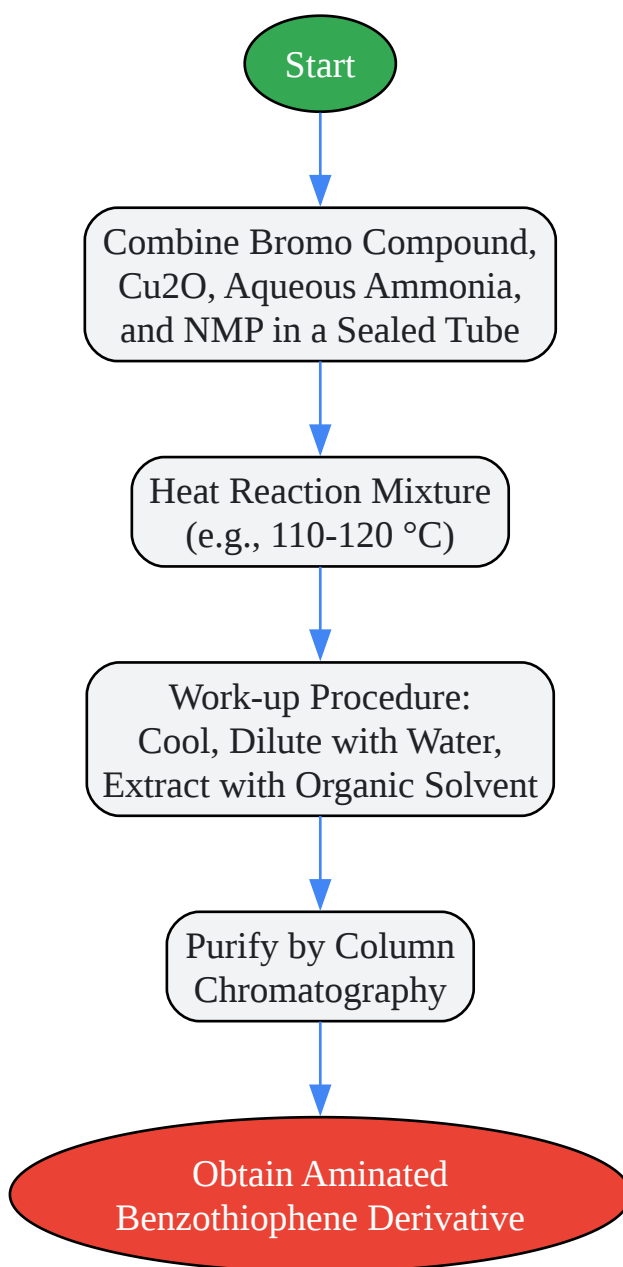 Start
Combine Bromo Compound,
Cu2O, Aqueous Ammonia,
and NMP in a Sealed Tube
Heat Reaction Mixture
(e.g., 110-120 °C)
Work-up Procedure:
Cool, Dilute with Water,
Extract with Organic Solvent
Purify by Column
Chromatography
Obtain Aminated
Benzothiophene Derivative